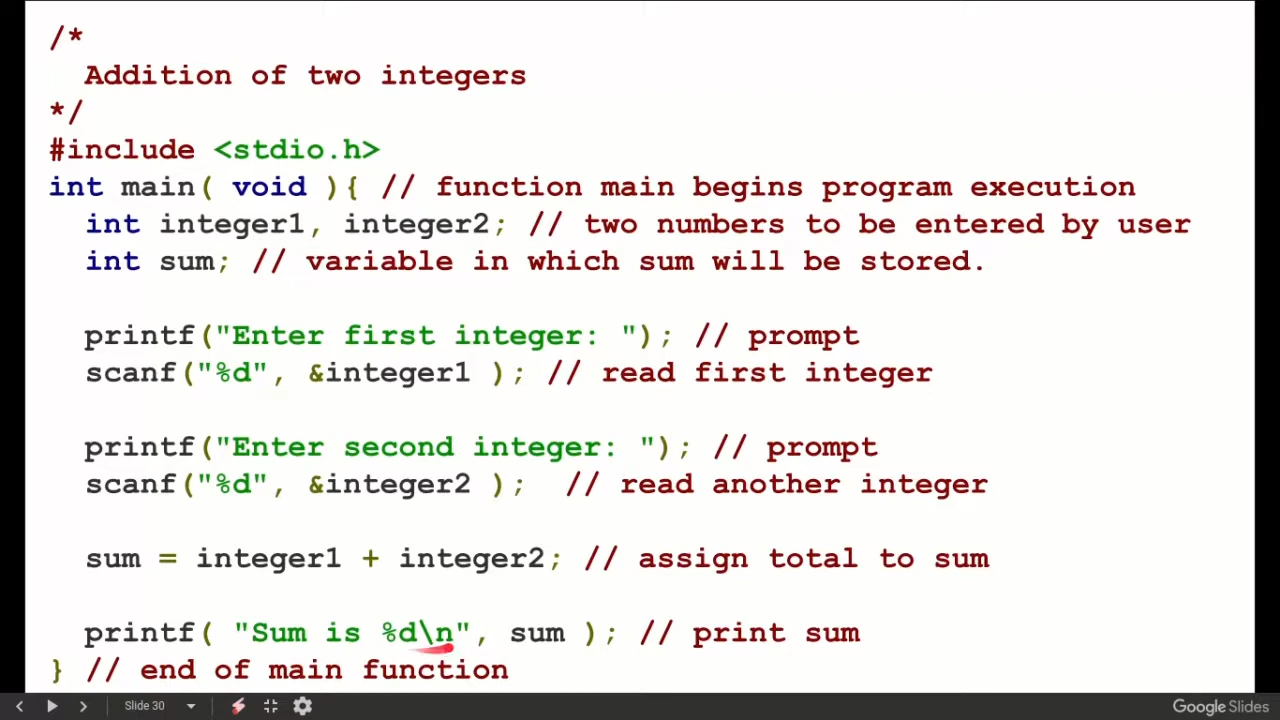 /*
  Addition of two integers
*/
#include <stdio.h>
int main( void ){ // function main begins program execution
  int integer1, integer2; // two numbers to be entered by user
  int sum; // variable in which sum will be stored.
  printf("Enter first integer: "); // prompt
  scanf("%d", &integer1 ); // read first integer
  printf("Enter second integer: "); // prompt
  scanf("%d", &integer2 );  // read another integer
  sum = integer1 + integer2; // assign total to sum
  printf( "Sum is %d\n", sum ); // print sum
} // end of main function
Slide 30
Google Slides